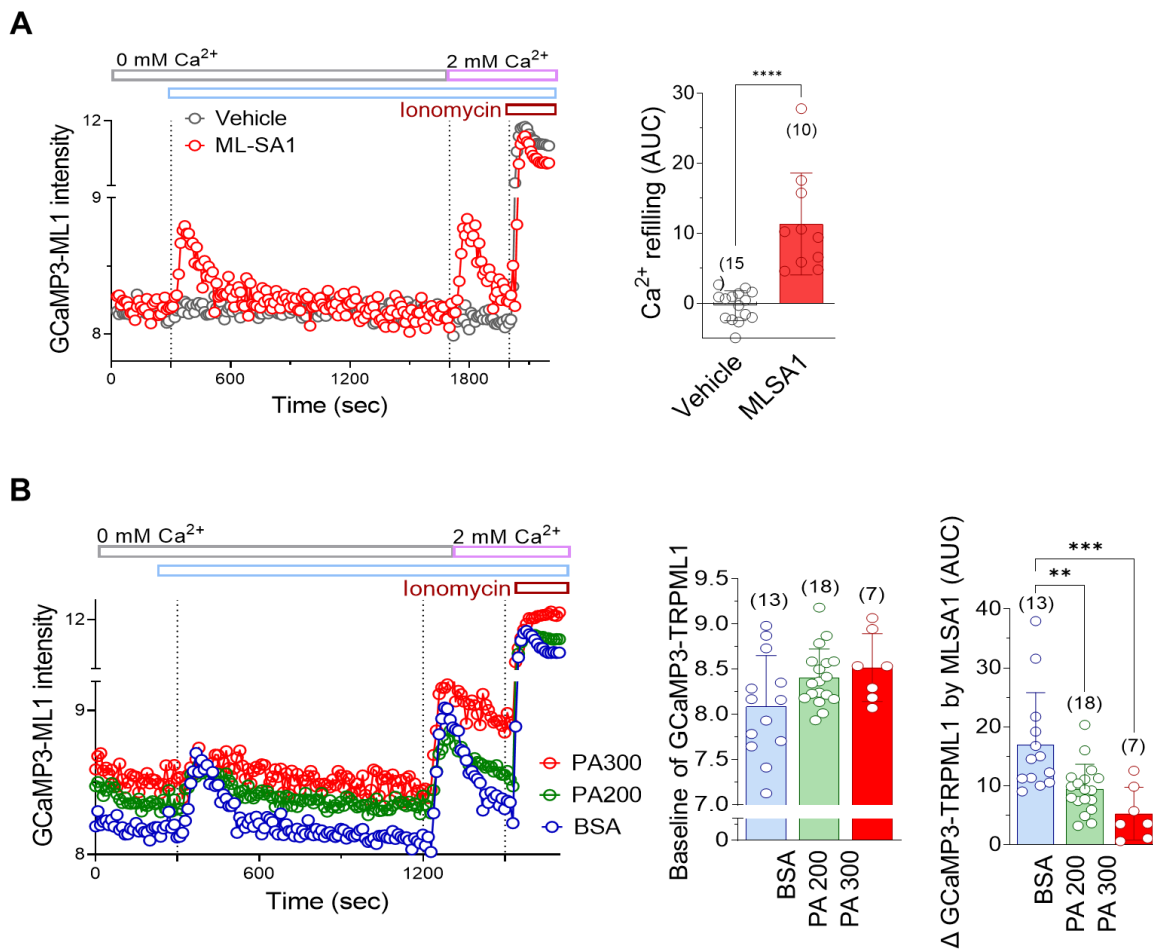 A
0 mM Ca²⁺
2 mM Ca²⁺
Ionomycin
Vehicle
ML-SA1
GCaMP3-ML1 intensity
12
9
8
0
600
1200
1800
Time (sec)
Ca²⁺ refilling (AUC)
30
20
10
0
****
(10)
(15
)
Vehicle
MLSA1
B
0 mM Ca²⁺
2 mM Ca²⁺
Ionomycin
GCaMP3-ML1 intensity
12
9
8
PA300
PA200
BSA
0
600
1200
Time (sec)
Baseline of GCaMP3-TRPML1
9.5
9.0
8.5
8.0
7.5
7.0
0
(13)
(18)
(7)
BSA
PA 200
PA 300
Δ GCaMP3-TRPML1 by MLSA1 (AUC)
40
30
20
10
0
***
**
(13)
(18)
(7)
BSA
PA 200
PA 300